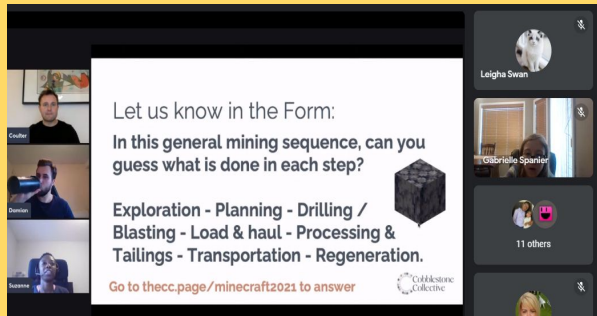 Let us know in the Form:
In this general mining sequence, can you
guess what is done in each step?
Exploration - Planning - Drilling /
Blasting - Load & haul - Processing &
Tailings - Transportation - Regeneration.
Go to thecc.page/minecraft2021 to answer
Cobblestone
Collective
Coulter
Damian
Suzanne
Leigha Swan
Gabrielle Spanier
11 others